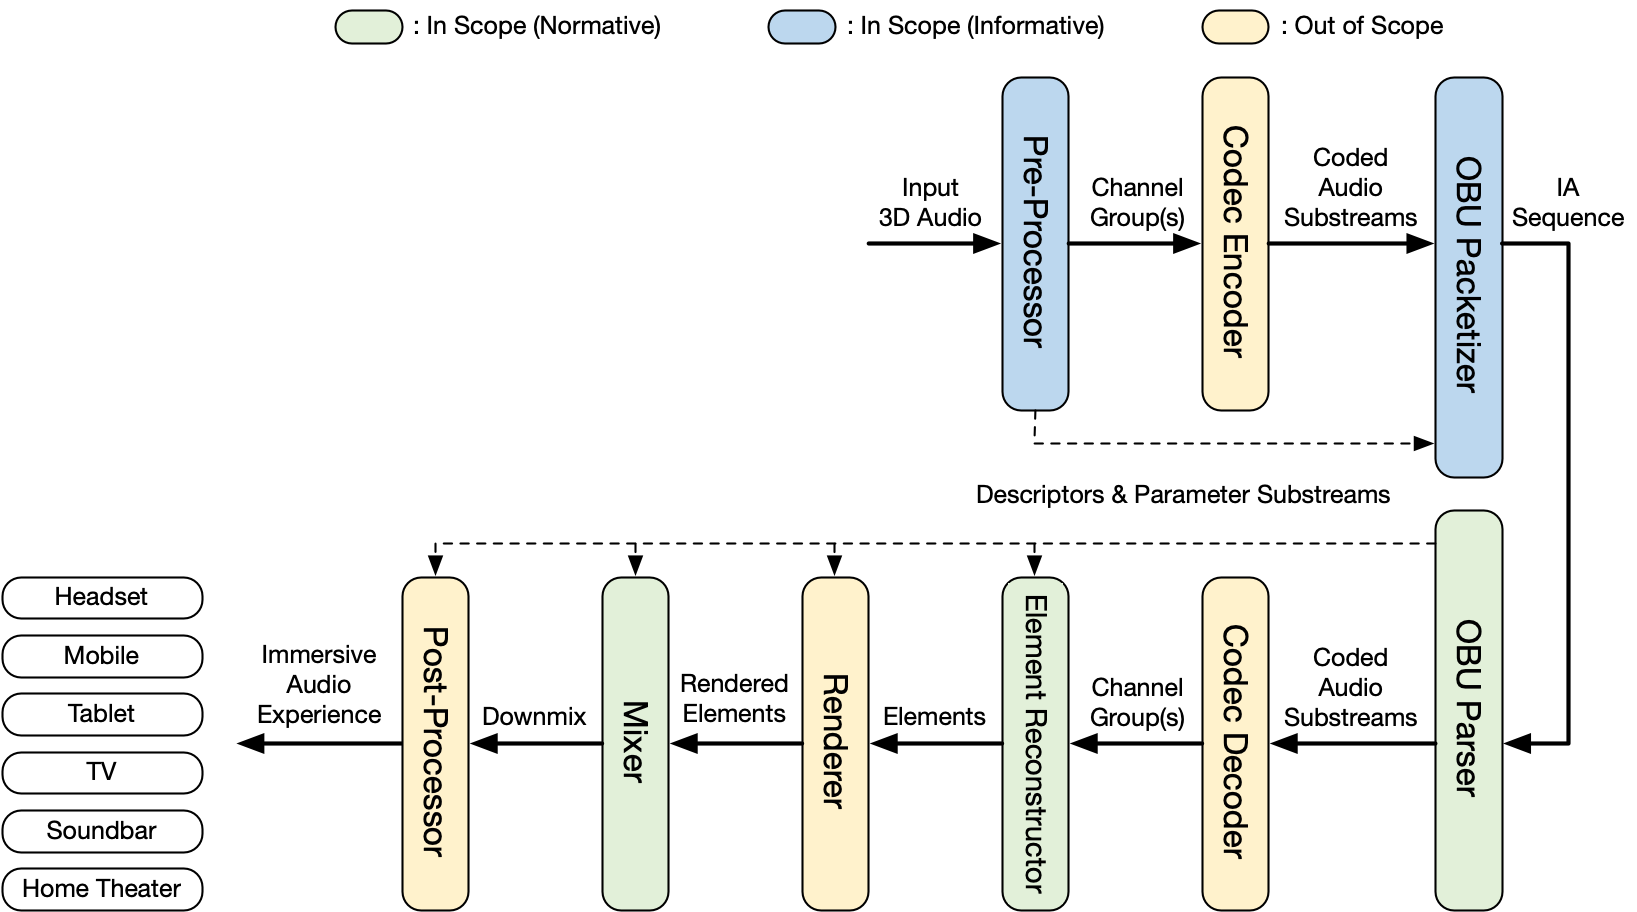 : In Scope (Normative)
: In Scope (Informative)
: Out of Scope
Input
3D Audio
Pre-Processor
Channel
Group(s)
Codec Encoder
Coded
Audio
Substreams
OBU Packetizer
IA
Sequence
Descriptors & Parameter Substreams
OBU Parser
Coded
Audio
Substreams
Codec Decoder
Channel
Group(s)
Element Reconstructor
Elements
Renderer
Rendered
Elements
Mixer
Downmix
Post-Processor
Immersive
Audio
Experience
Headset
Mobile
Tablet
TV
Soundbar
Home Theater